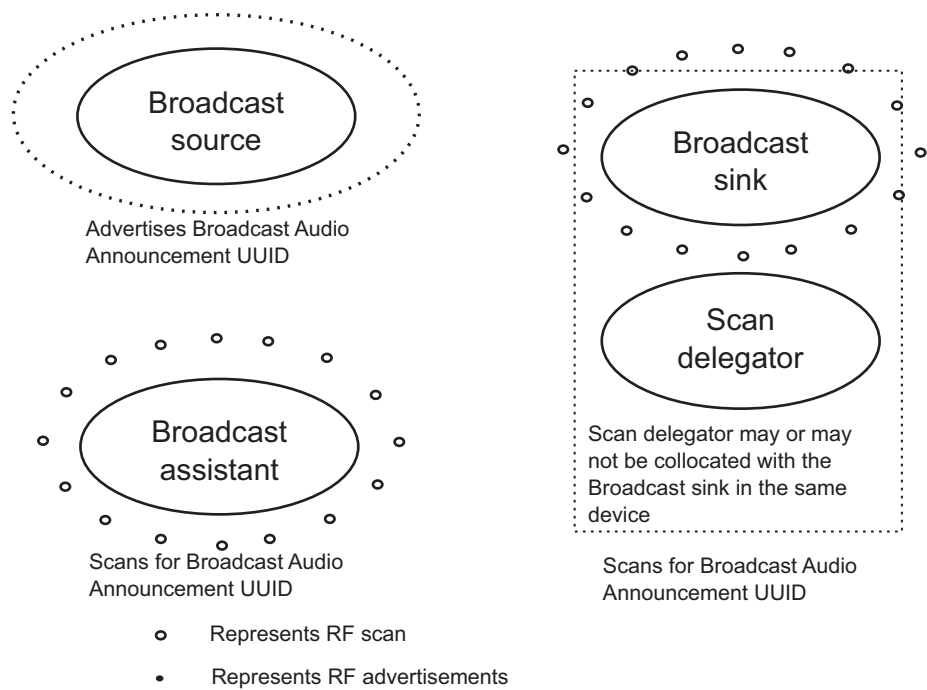 Broadcast
source
Advertises Broadcast Audio
Announcement UUID
Broadcast
sink
Scan
delegator
Scan delegator may or may
not be collocated with the
Broadcast sink in the same
device
Scans for Broadcast Audio
Announcement UUID
Broadcast
assistant
Scans for Broadcast Audio
Announcement UUID
Represents RF scan
Represents RF advertisements